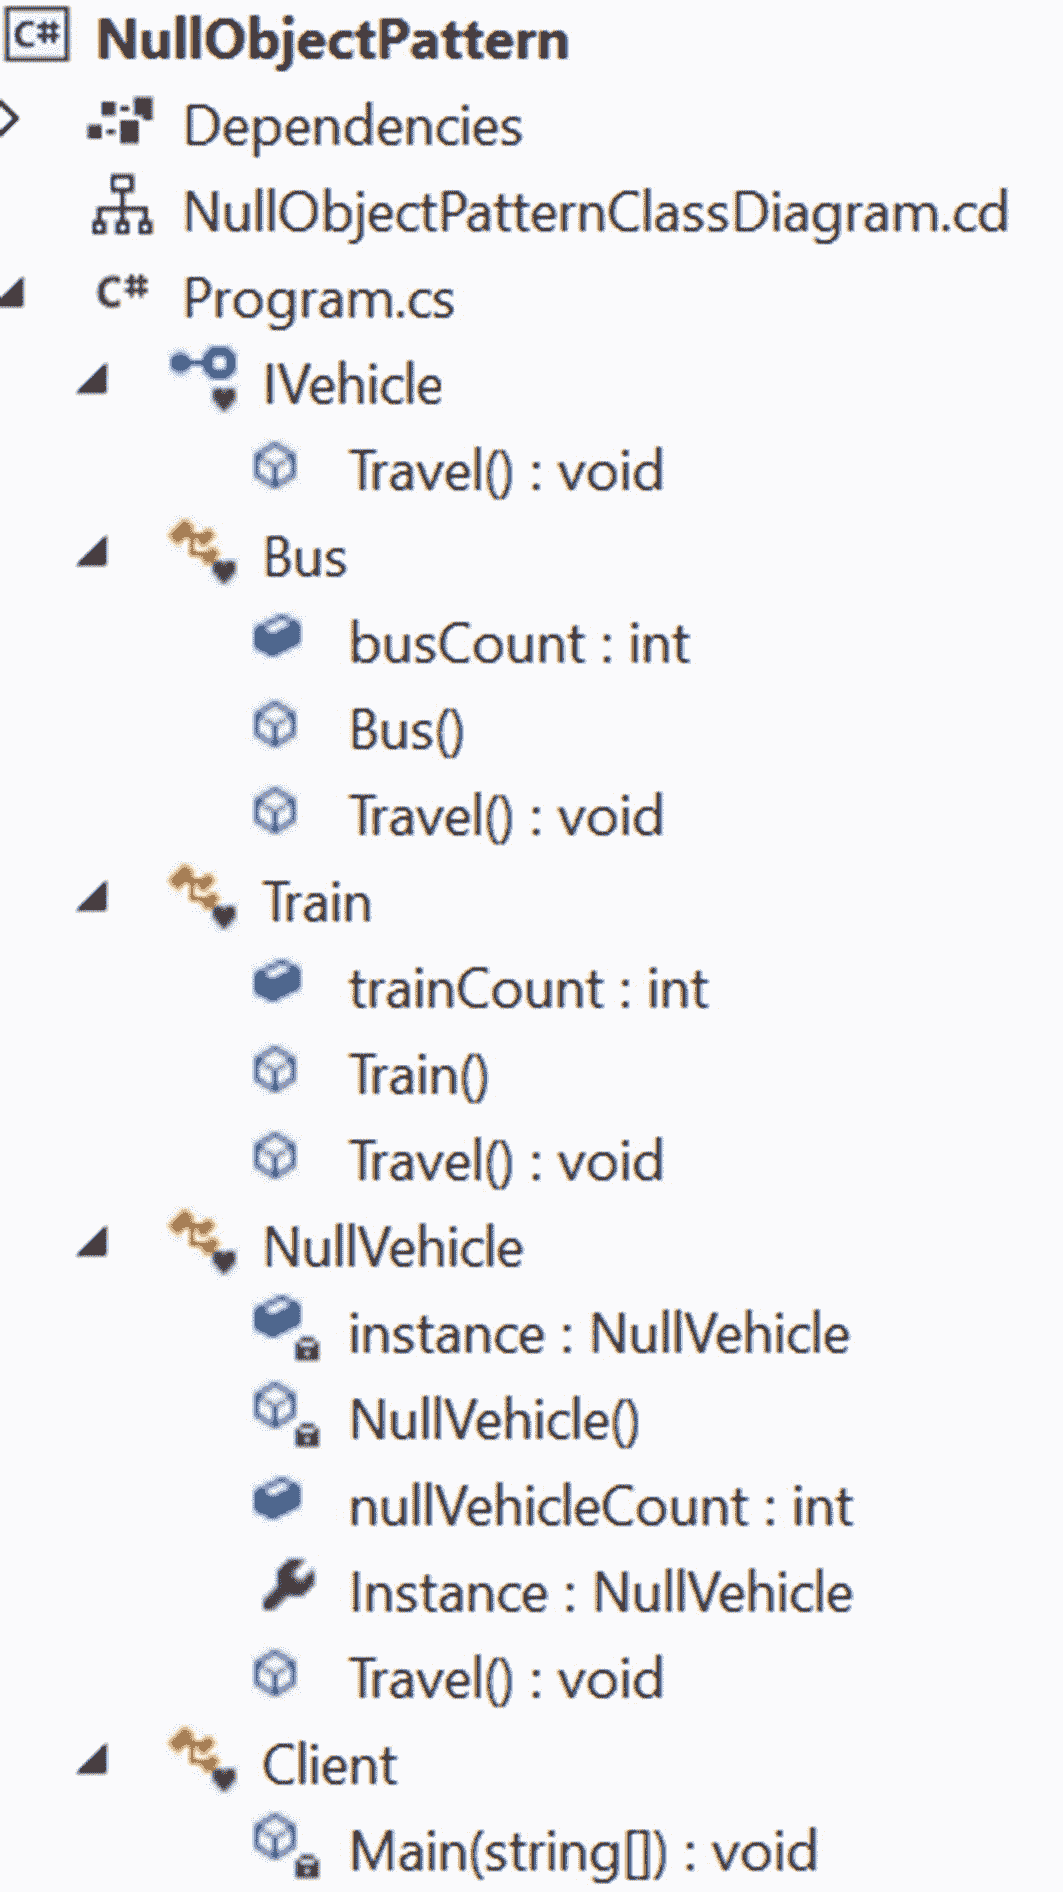 C# NullObjectPattern
Dependencies
NullObjectPatternClassDiagram.cd
C# Program.cs
IVehicle
Travel() : void
Bus
busCount : int
Bus()
Travel() : void
Train
trainCount : int
Train()
Travel() : void
NullVehicle
instance : NullVehicle
NullVehicle()
nullVehicleCount : int
Instance : NullVehicle
Travel() : void
Client
Main(string[]) : void